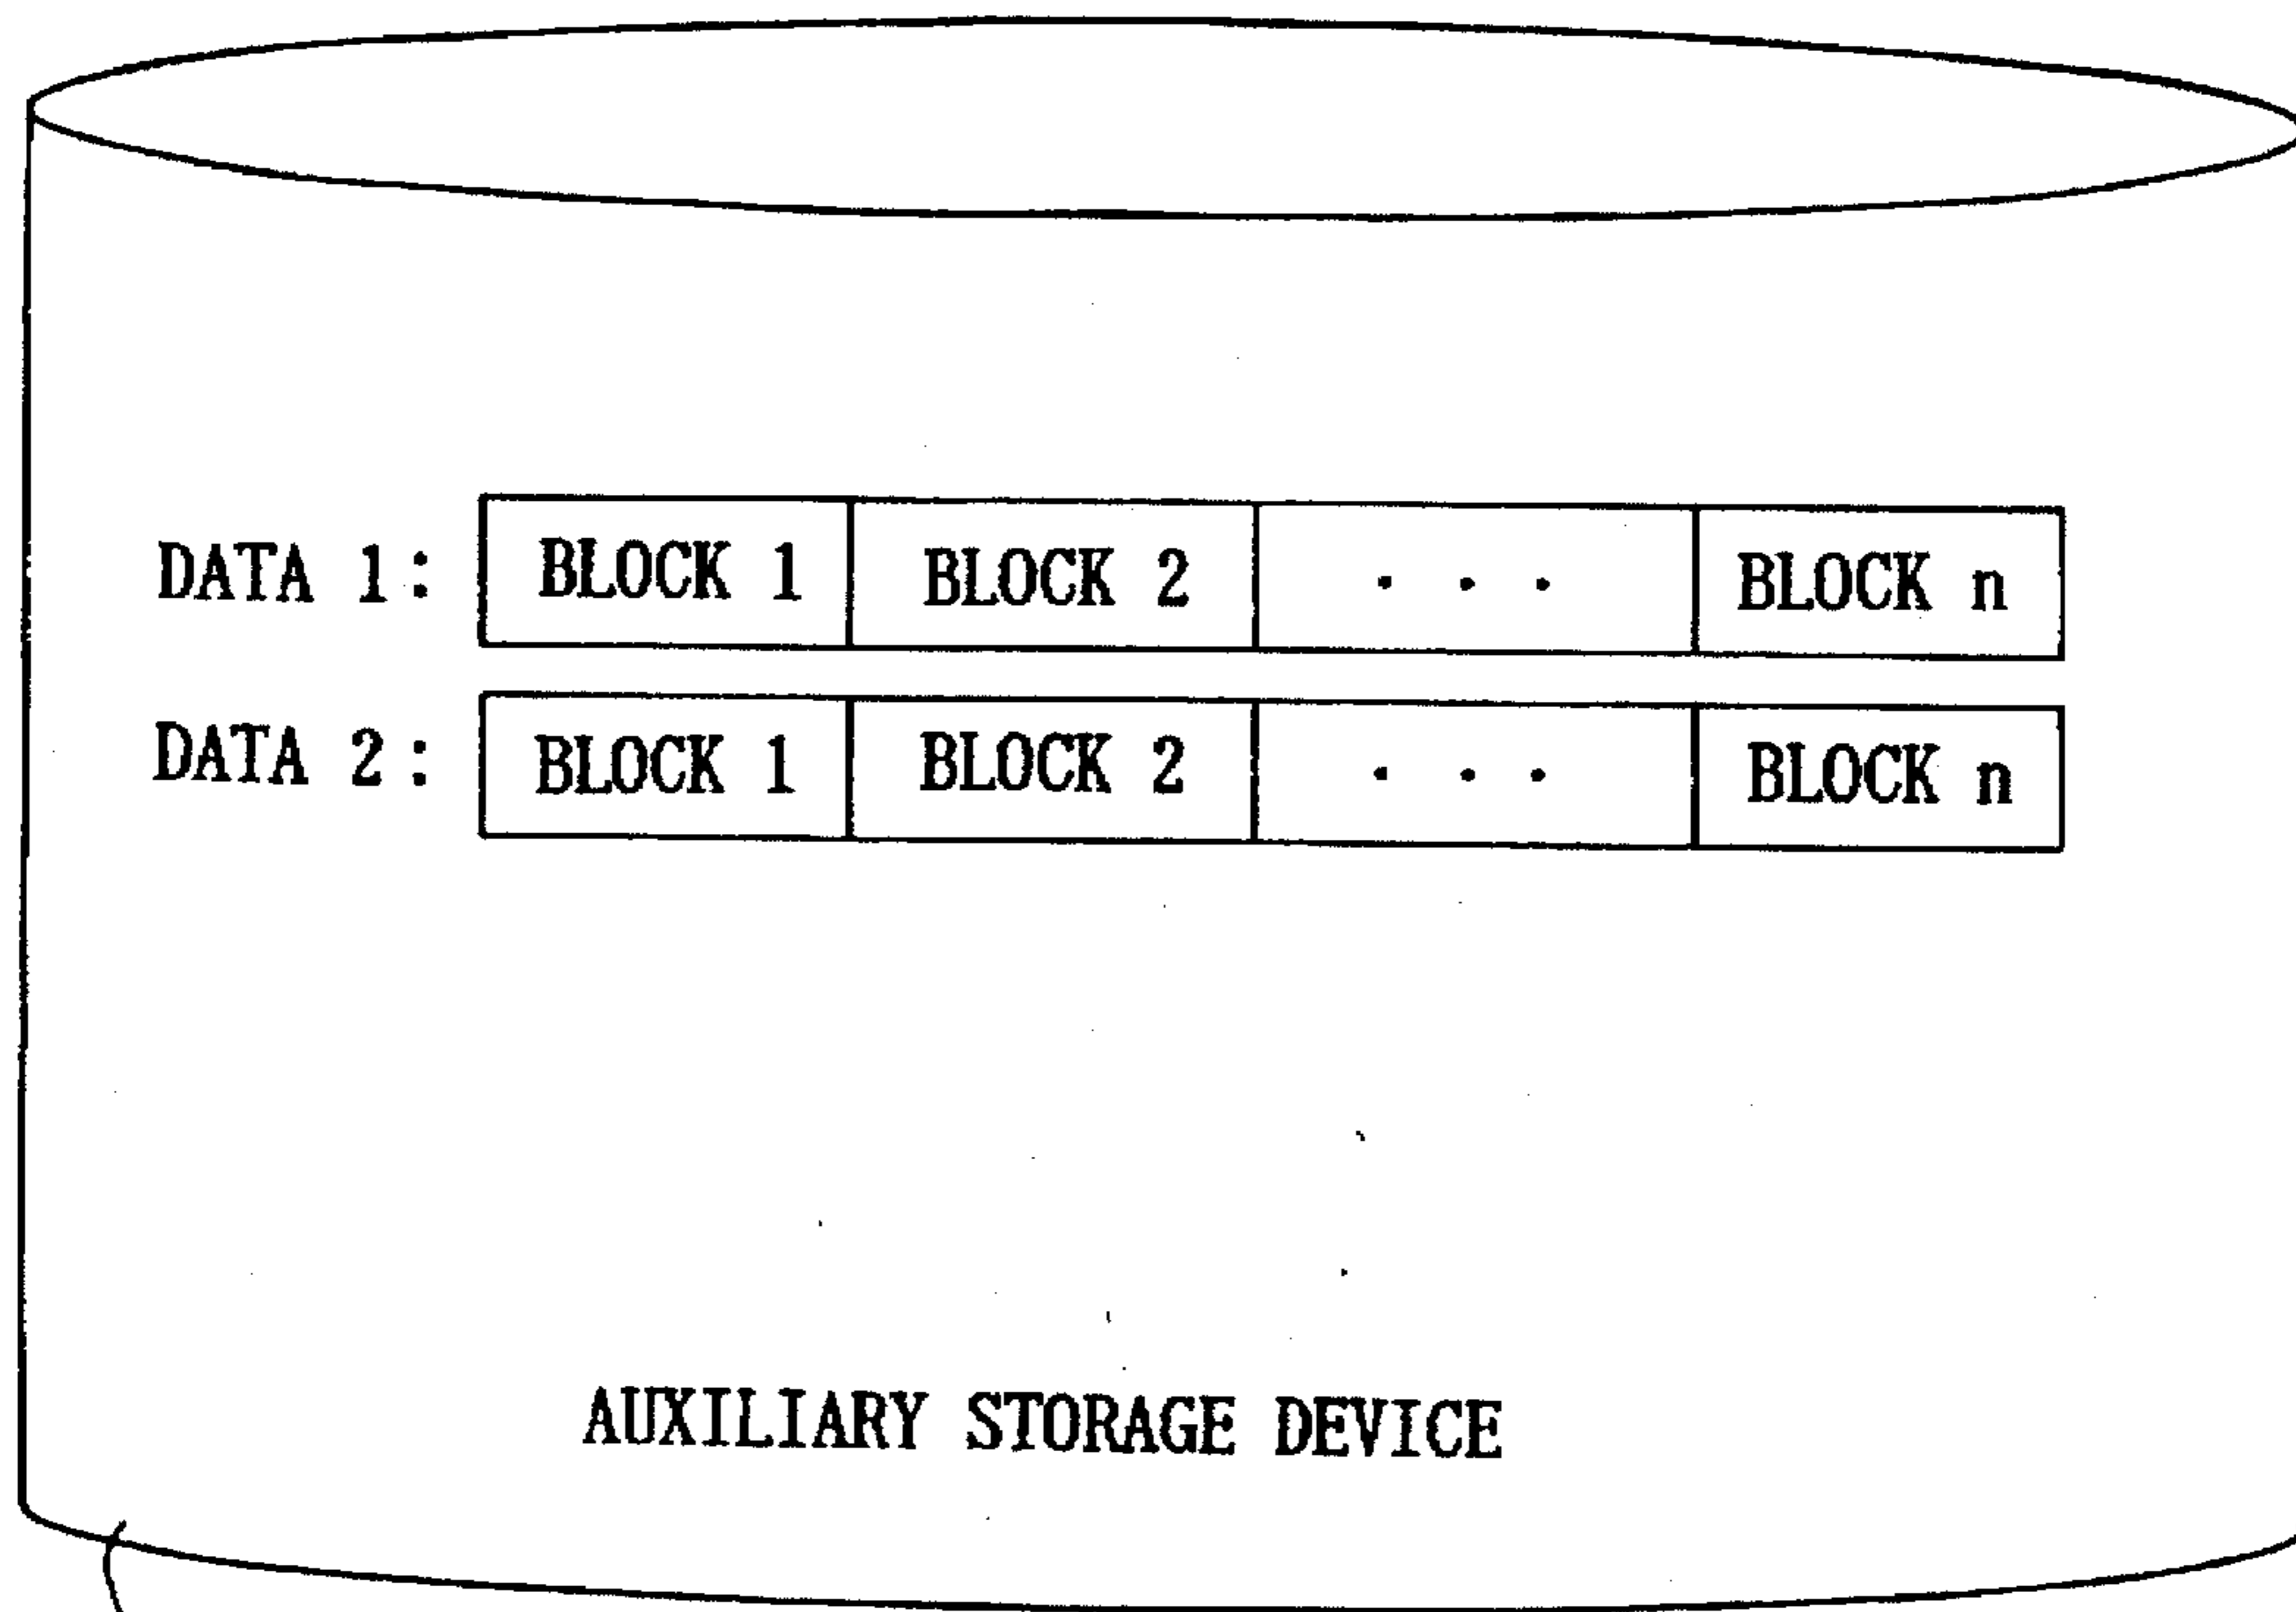 DATA 1: BLOCK 1 BLOCK 2 . . . BLOCK n
DATA 2: BLOCK 1 BLOCK 2 . . . BLOCK n
AUXILIARY STORAGE DEVICE